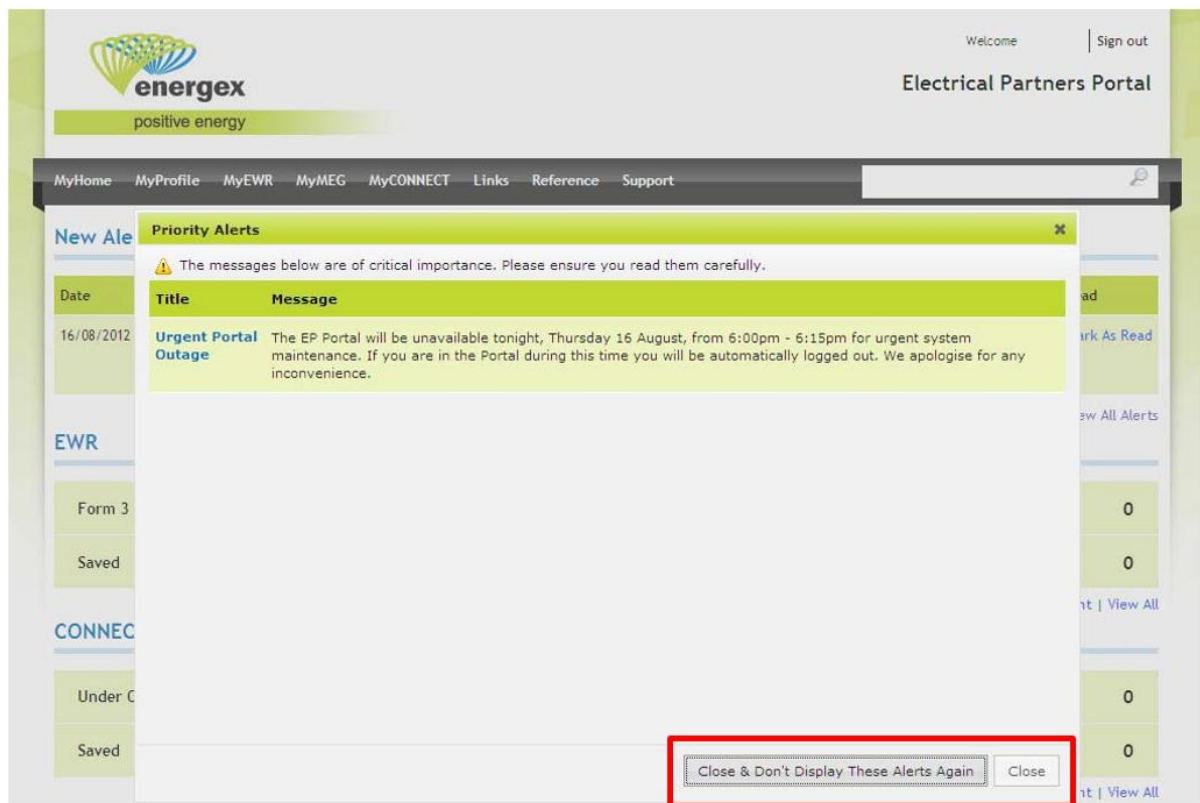 Welcome
Sign out
energex
positive energy
Electrical Partners Portal
MyHome MyProfile MyEWR MyMEG MyCONNECT Links Reference Support
New Ale
Priority Alerts
The messages below are of critical importance. Please ensure you read them carefully.
Date
Title Message
ad
16/08/2012
Urgent Portal
Outage
The EP Portal will be unavailable tonight, Thursday 16 August, from 6:00pm - 6:15pm for urgent system
maintenance. If you are in the Portal during this time you will be automatically logged out. We apologise for any
inconvenience.
ark As Read
ew All Alerts
EWR
Form 3
0
Saved
0
nt | View All
CONNEC
Under C
0
Saved
0
Close & Don't Display These Alerts Again
Close
nt | View All